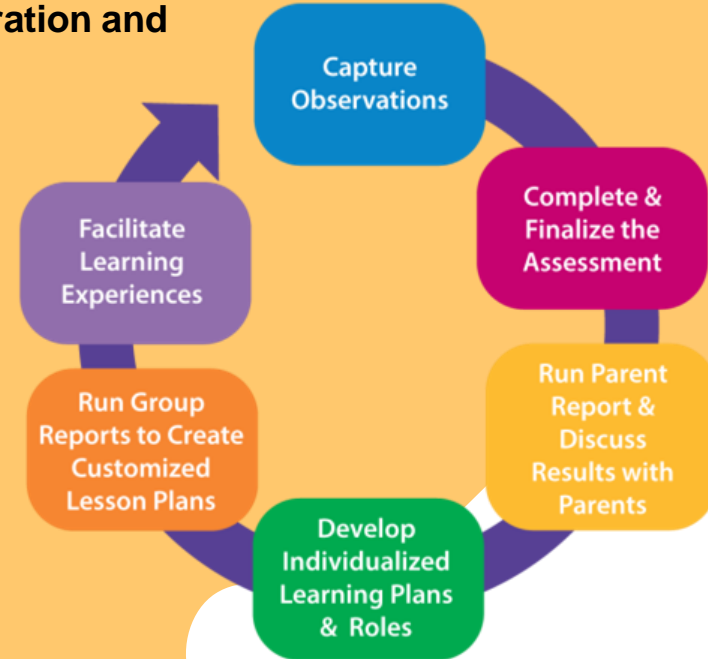 ration and
Capture
Observations
Complete &
Finalize the
Assessment
Run Parent
Report &
Discuss
Results with
Parents
Develop
Individualized
Learning Plans
& Roles
Run Group
Reports to Create
Customized
Lesson Plans
Facilitate
Learning
Experiences